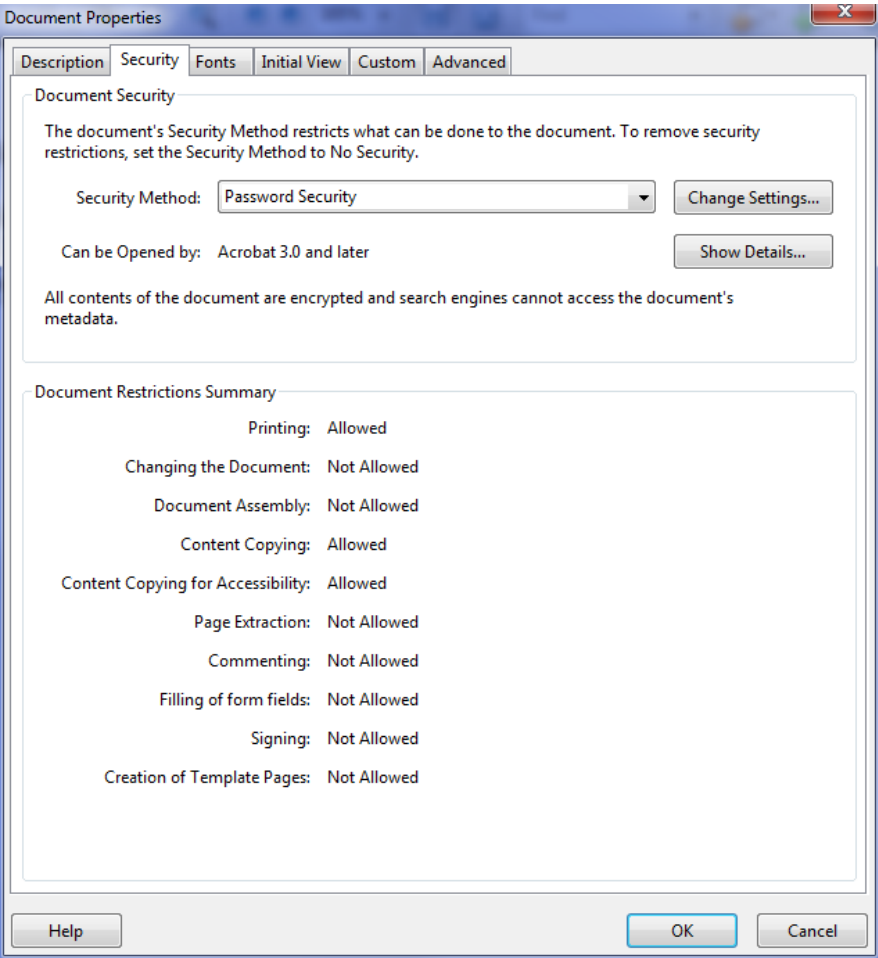 Document Properties
Description Security Fonts Initial View Custom Advanced
Document Security
The document's Security Method restricts what can be done to the document. To remove security
restrictions, set the Security Method to No Security.
Security Method: Password Security Change Settings...
Can be Opened by: Acrobat 3.0 and later Show Details...
All contents of the document are encrypted and search engines cannot access the document's
metadata.
Document Restrictions Summary
Printing: Allowed
Changing the Document: Not Allowed
Document Assembly: Not Allowed
Content Copying: Allowed
Content Copying for Accessibility: Allowed
Page Extraction: Not Allowed
Commenting: Not Allowed
Filling of form fields: Not Allowed
Signing: Not Allowed
Creation of Template Pages: Not Allowed
Help OK Cancel